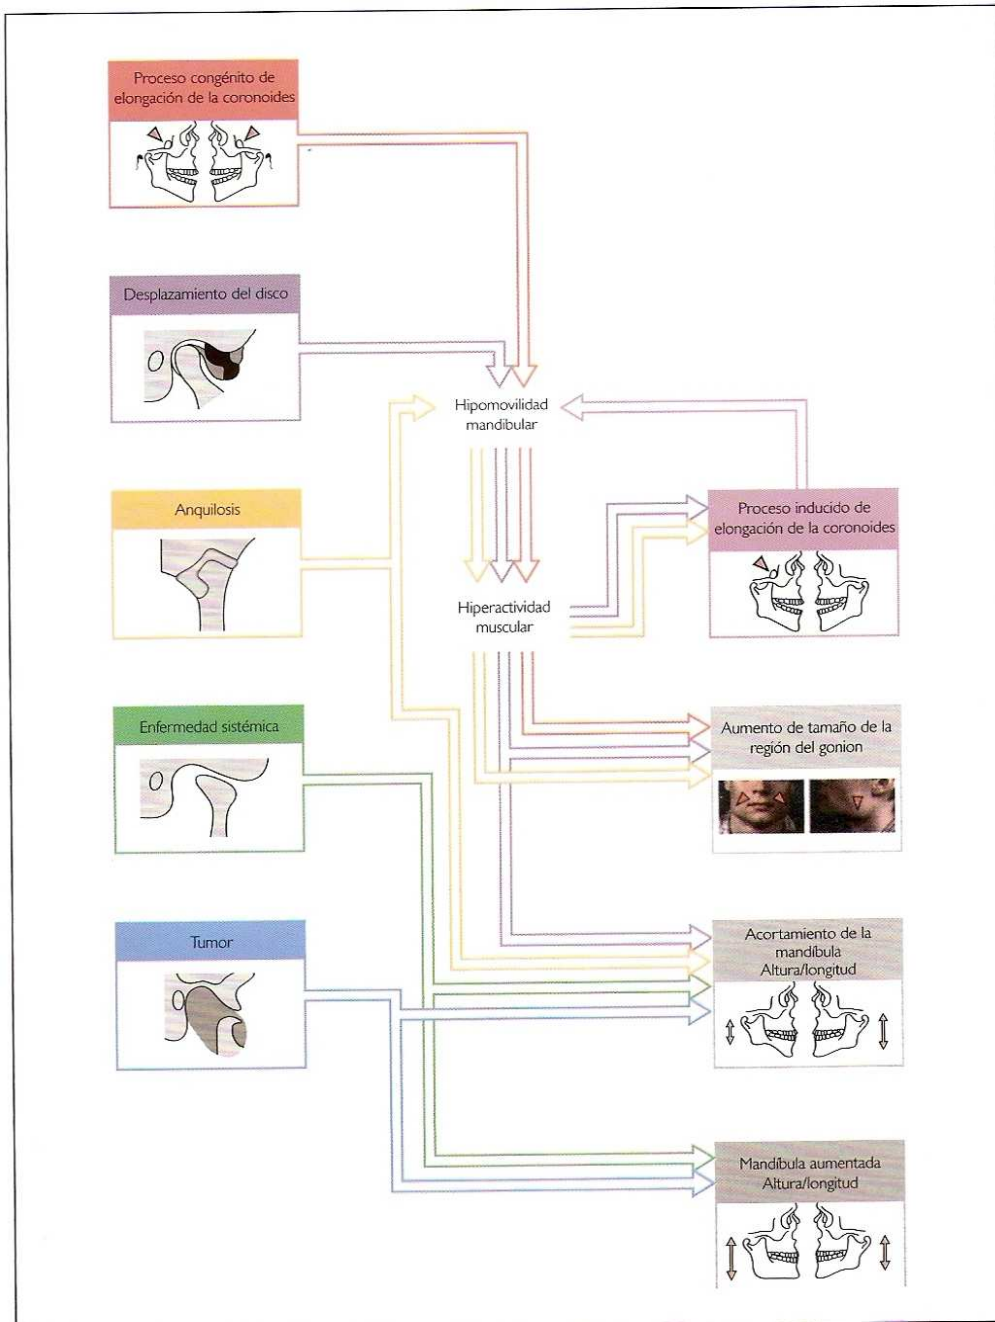 Proceso congénito de
elongación de la coronoides
Desplazamiento del disco
Hipomovilidad
mandibular
Anquilosis
Proceso inducido de
elongación de la coronoides
Hiperactividad
muscular
Enfermedad sistémica
Aumento de tamaño de la
región del gonion
Tumor
Acortamiento de la
mandíbula
Altura/longitud
Mandíbula aumentada
Altura/longitud